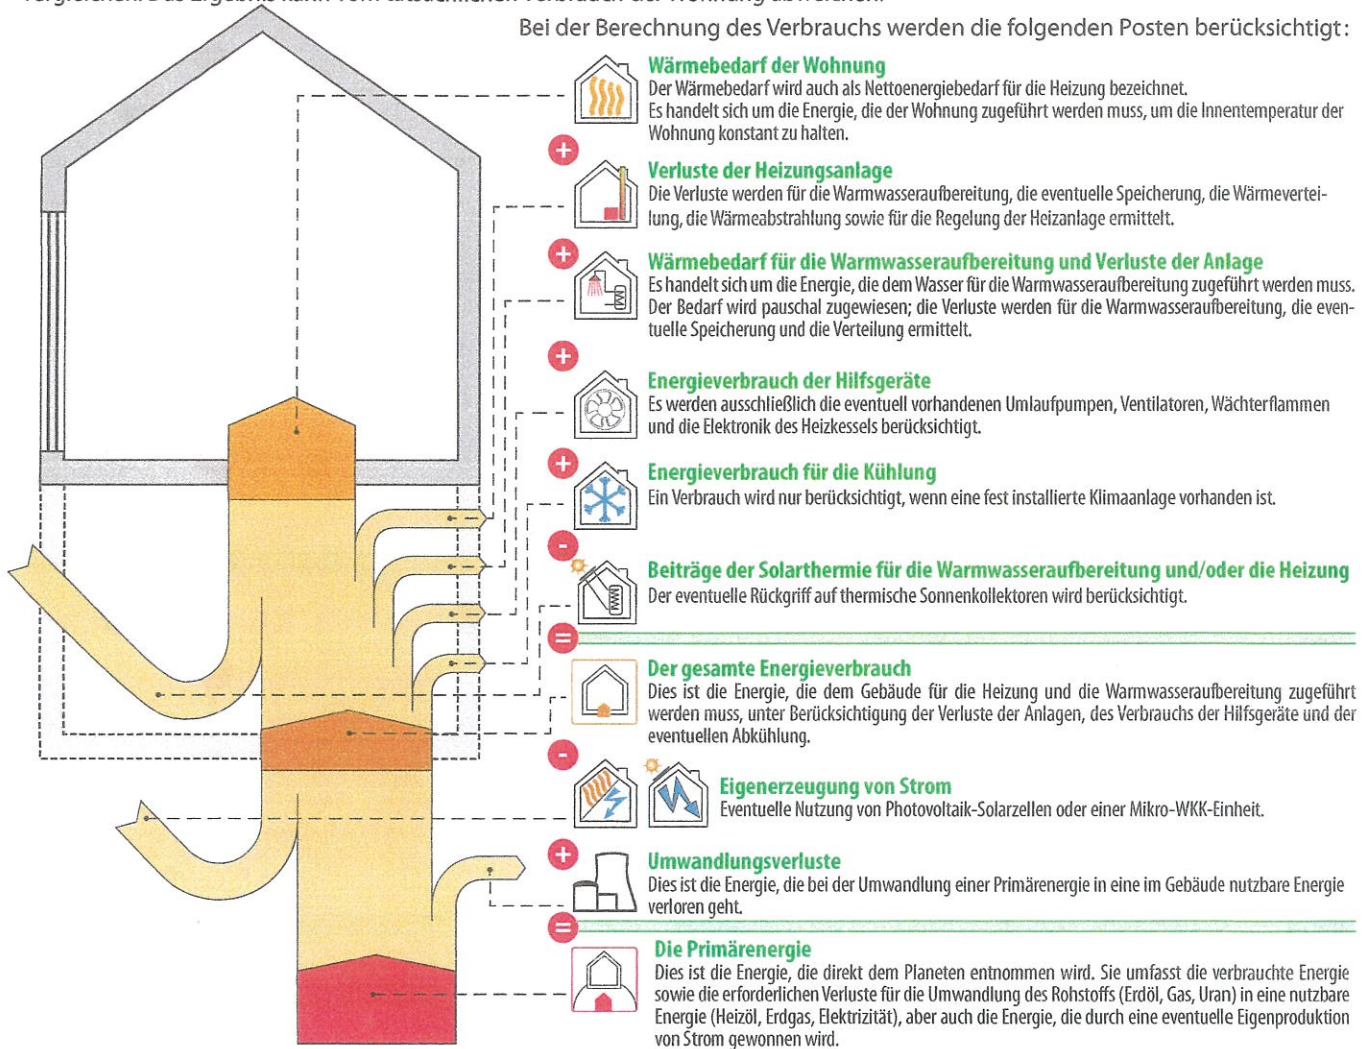 Bei der Berechnung des Verbrauchs werden die folgenden Posten berücksichtigt:
Wärmebedarf der Wohnung
Der Wärmebedarf wird auch als Nettoenergiebedarf für die Heizung bezeichnet.
Es handelt sich um die Energie, die der Wohnung zugeführt werden muss, um die Innentemperatur der
Wohnung konstant zu halten.
+
Verluste der Heizungsanlage
Die Verluste werden für die Warmwasseraufbereitung, die eventuelle Speicherung, die Wärmevertei-
lung, die Wärmeabstrahlung sowie für die Regelung der Heizanlage ermittelt.
+
Wärmebedarf für die Warmwasseraufbereitung und Verluste der Anlage
Es handelt sich um die Energie, die dem Wasser für die Warmwasseraufbereitung zugeführt werden muss.
Der Bedarf wird pauschal zugewiesen; die Verluste werden für die Warmwasseraufbereitung, die even-
tuelle Speicherung und die Verteilung ermittelt.
+
Energieverbrauch der Hilfsgeräte
Es werden ausschließlich die eventuell vorhandenen Umlaufpumpen, Ventilatoren, Wächterflammen
und die Elektronik des Heizkessels berücksichtigt.
+
Energieverbrauch für die Kühlung
Ein Verbrauch wird nur berücksichtigt, wenn eine fest installierte Klimaanlage vorhanden ist.
-
Beiträge der Solarthermie für die Warmwasseraufbereitung und/oder die Heizung
Der eventuelle Rückgriff auf thermische Sonnenkollektoren wird berücksichtigt.
=
Der gesamte Energieverbrauch
Dies ist die Energie, die dem Gebäude für die Heizung und die Warmwasseraufbereitung zugeführt
werden muss, unter Berücksichtigung der Verluste der Anlagen, des Verbrauchs der Hilfsgeräte und der
eventuellen Abkühlung.
-
Eigenerzeugung von Strom
Eventuelle Nutzung von Photovoltaik-Solarzellen oder einer Mikro-WKK-Einheit.
+
Umwandlungsverluste
Dies ist die Energie, die bei der Umwandlung einer Primärenergie in eine im Gebäude nutzbare Energie
verloren geht.
=
Die Primärenergie
Dies ist die Energie, die direkt dem Planeten entnommen wird. Sie umfasst die verbrauchte Energie
sowie die erforderlichen Verluste für die Umwandlung des Rohstoffs (Erdöl, Gas, Uran) in eine nutzbare
Energie (Heizöl, Erdgas, Elektrizität), aber auch die Energie, die durch eine eventuelle Eigenproduktion
von Strom gewonnen wird.